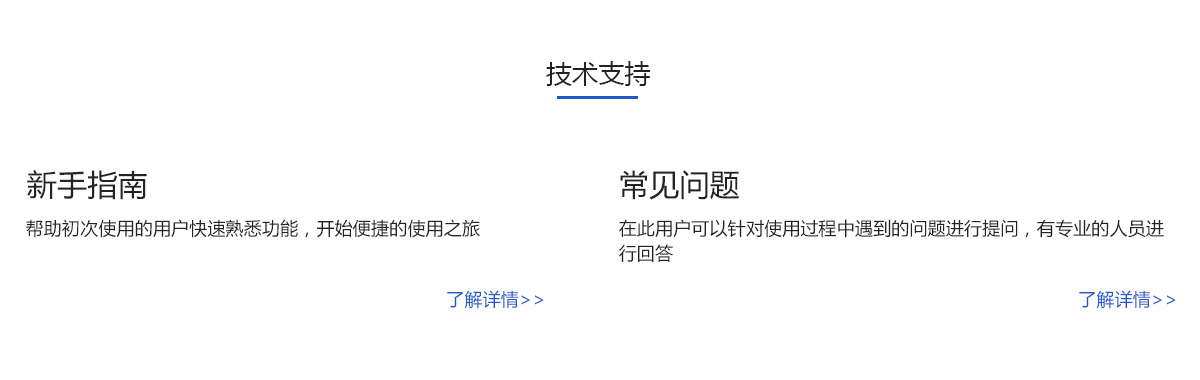 技术支持
新手指南
帮助初次使用的用户快速熟悉功能，开始便捷的使用之旅
了解详情>>
常见问题
在此用户可以针对使用过程中遇到的问题进行提问，有专业的人员进
行回答
了解详情>>